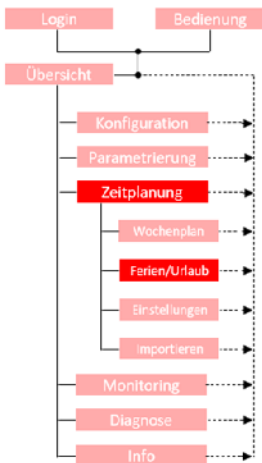 Login
Bedienung
Übersicht
Konfiguration
Parametrierung
Zeitplanung
Wochenplan
Ferien/Urlaub
Einstellungen
Importieren
Monitoring
Diagnose
Info